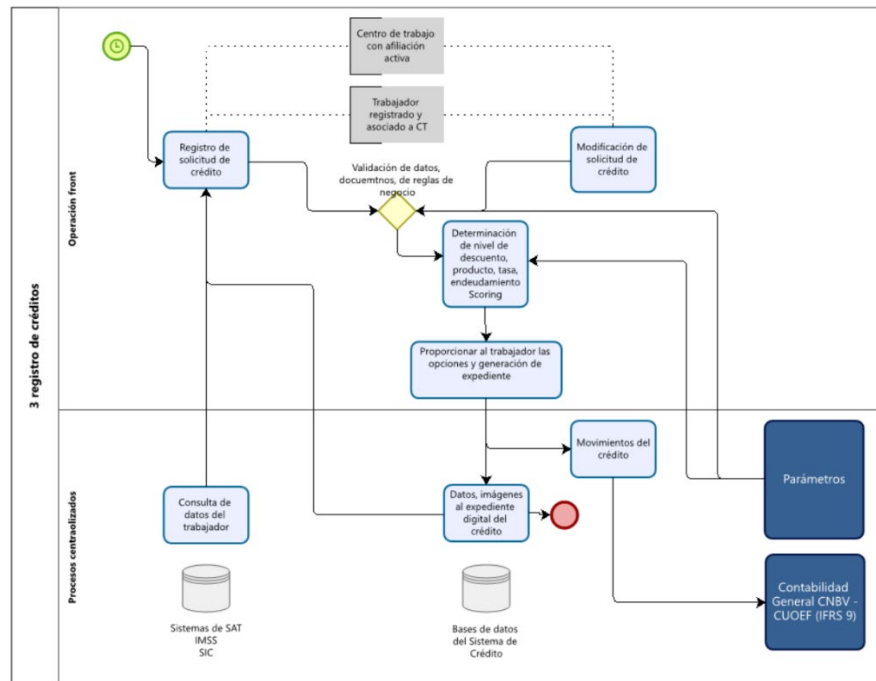 3 registro de créditos
Operación front
Centro de trabajo
con afiliación
activa
Trabajador
registrado y
asociado a CT
Registro de
solicitud de
crédito
Modificación de
solicitud de
crédito
Validación de datos,
docuemtnos, de reglas de
negocio
Determinación
de nivel de
descuento,
producto, tasa,
endeudamiento
Scoring
Proporcionar al trabajador las
opciones y generación de
expediente
Procesos centraolizados
Movimientos del
crédito
Parámetros
Consulta de
datos del
trabajador
Datos, imágenes
al expediente
digital del
crédito
Contabilidad
General CNBV -
CUOEF (IFRS 9)
Sistemas de SAT
IMSS
SIC
Bases de datos
del Sistema de
Crédito